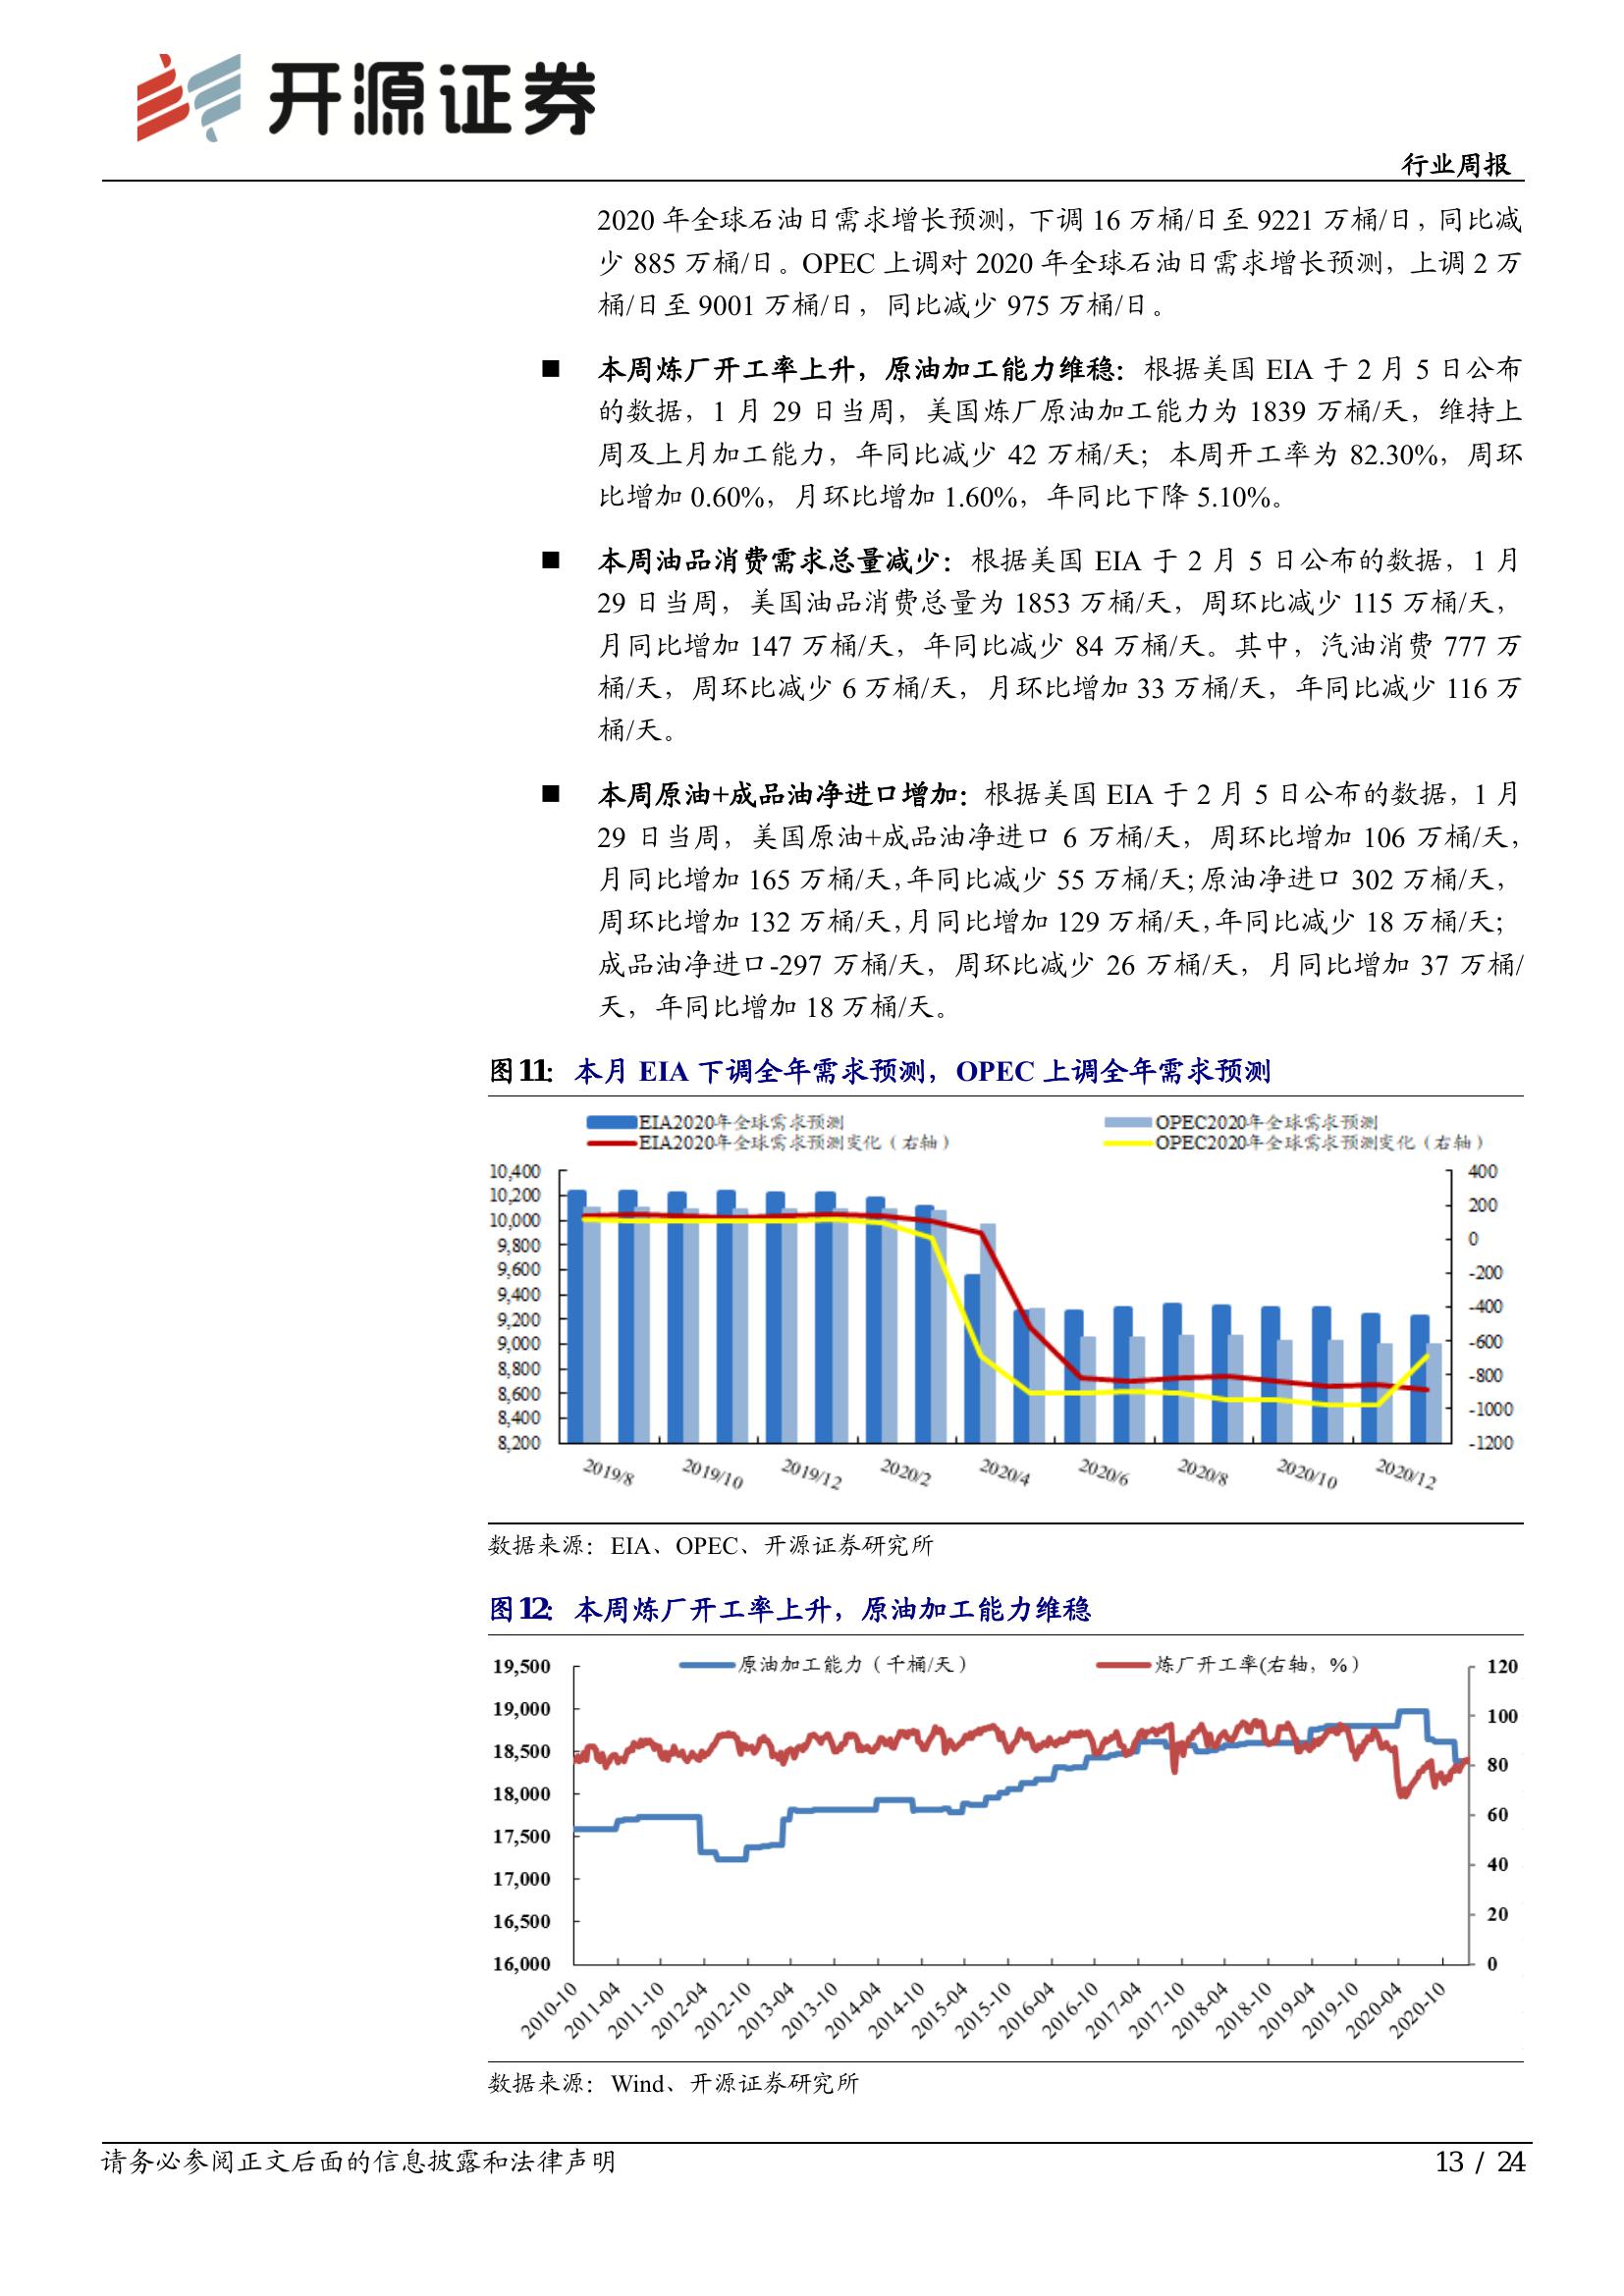 开源证券
行业周报
2020 年全球石油日需求增长预测，下调 16 万桶/日至 9221 万桶/日，同比减
少 885 万桶/日。OPEC 上调对 2020 年全球石油日需求增长预测，上调 2 万
桶/日至 9001 万桶/日，同比减少 975 万桶/日。
■ 本周炼厂开工率上升，原油加工能力维稳：根据美国 EIA 于 2 月 5 日公布
的数据，1 月 29 日当周，美国炼厂原油加工能力为 1839 万桶/天，维持上
周及上月加工能力，年同比减少 42 万桶/天；本周开工率为 82.30%，周环
比增加 0.60%，月环比增加 1.60%，年同比下降 5.10%。
■ 本周油品消费需求总量减少：根据美国 EIA 于 2 月 5 日公布的数据，1 月
29 日当周，美国油品消费总量为 1853 万桶/天，周环比减少 115 万桶/天，
月同比增加 147 万桶/天，年同比减少 84 万桶/天。其中，汽油消费 777 万
桶/天，周环比减少 6 万桶/天，月环比增加 33 万桶/天，年同比减少 116 万
桶/天。
■ 本周原油+成品油净进口增加：根据美国 EIA 于 2 月 5 日公布的数据，1 月
29 日当周，美国原油+成品油净进口 6 万桶/天，周环比增加 106 万桶/天，
月同比增加 165 万桶/天，年同比减少 55 万桶/天；原油净进口 302 万桶/天，
周环比增加 132 万桶/天，月同比增加 129 万桶/天，年同比减少 18 万桶/天；
成品油净进口-297 万桶/天，周环比减少 26 万桶/天，月同比增加 37 万桶/
天，年同比增加 18 万桶/天。
图11：本月 EIA 下调全年需求预测，OPEC 上调全年需求预测
EIA2020年全球需求预测 OPEC2020年全球需求预测
EIA2020年全球需求预测变化（右轴） OPEC2020年全球需求预测变化（右轴）
10,400 400
10,200 200
10,000 0
9,800 -200
9,600 -400
9,400 -600
9,200 -800
9,000 -1000
8,800 -1200
8,600
8,400
8,200
2019/8 2019/10 2019/12 2020/2 2020/4 2020/6 2020/8 2020/10 2020/12
数据来源：EIA、OPEC、开源证券研究所
图12：本周炼厂开工率上升，原油加工能力维稳
原油加工能力（千桶/天） 炼厂开工率(右轴，%）
19,500 120
19,000 100
18,500 80
18,000 60
17,500 40
17,000 20
16,500 0
16,000
2010-10 2011-04 2011-10 2012-04 2012-10 2013-04 2013-10 2014-04 2014-10 2015-04 2015-10 2016-04 2016-10 2017-04 2017-10 2018-04 2018-10 2019-04 2019-10 2020-04 2020-10
数据来源：Wind、开源证券研究所
请务必参阅正文后面的信息披露和法律声明 13 / 24